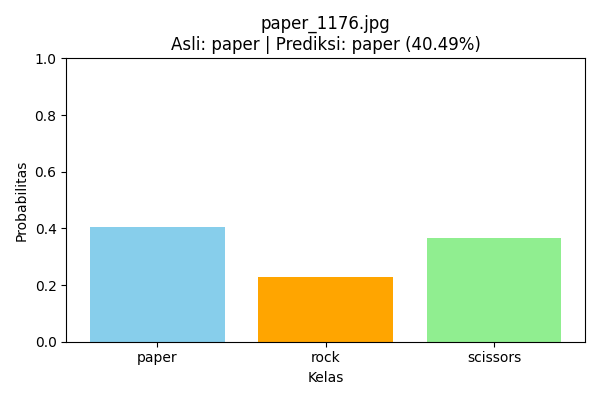 paper_1176.jpg
Asli: paper | Prediksi: paper (40.49%)
1.0
0.8
0.6
0.4
0.2
0.0
Probabilitas
paper rock scissors
Kelas